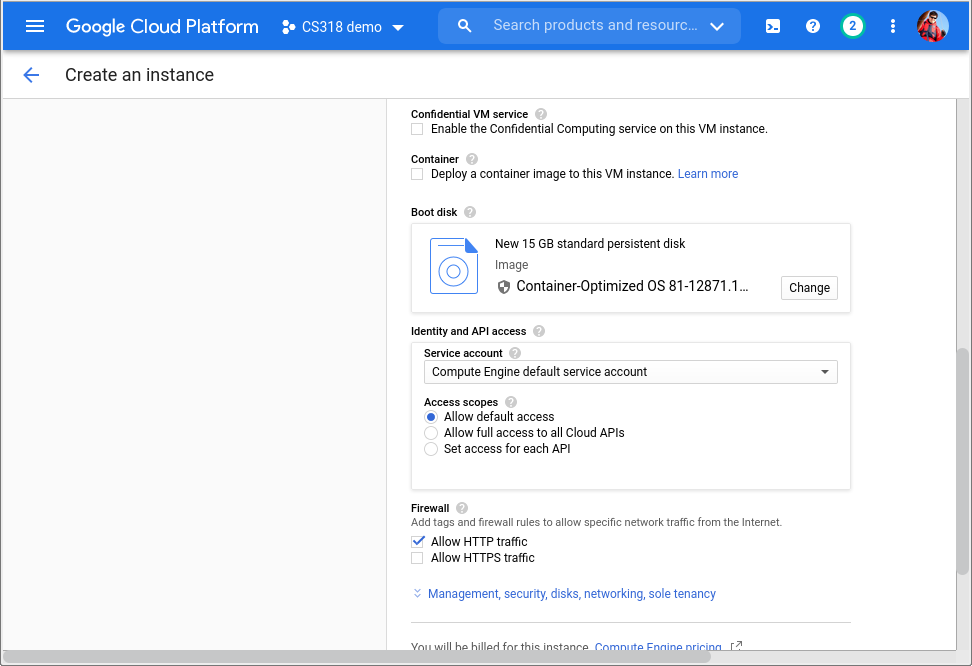 Google Cloud Platform CS318 demo Search products and resourc... 2
Create an instance
Confidential VM service ?
Enable the Confidential Computing service on this VM instance.
Container ?
Deploy a container image to this VM instance. Learn more
Boot disk ?
New 15 GB standard persistent disk
Image
Container-Optimized OS 81-12871.1...
Change
Identity and API access ?
Service account ?
Compute Engine default service account
Access scopes ?
Allow default access
Allow full access to all Cloud APIs
Set access for each API
Firewall ?
Add tags and firewall rules to allow specific network traffic from the Internet.
Allow HTTP traffic
Allow HTTPS traffic
Management, security, disks, networking, sole tenancy
You will be billed for this instance. Compute Engine pricing